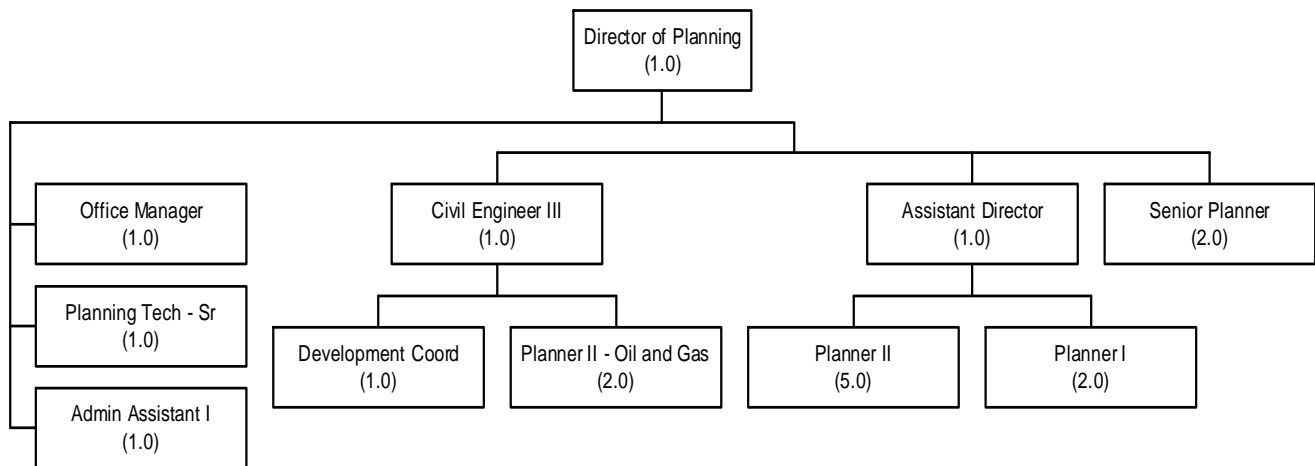 Director of Planning
(1.0)
Office Manager
(1.0)
Civil Engineer III
(1.0)
Assistant Director
(1.0)
Senior Planner
(2.0)
Planning Tech - Sr
(1.0)
Development Coord
(1.0)
Planner II - Oil and Gas
(2.0)
Planner II
(5.0)
Planner I
(2.0)
Admin Assistant I
(1.0)